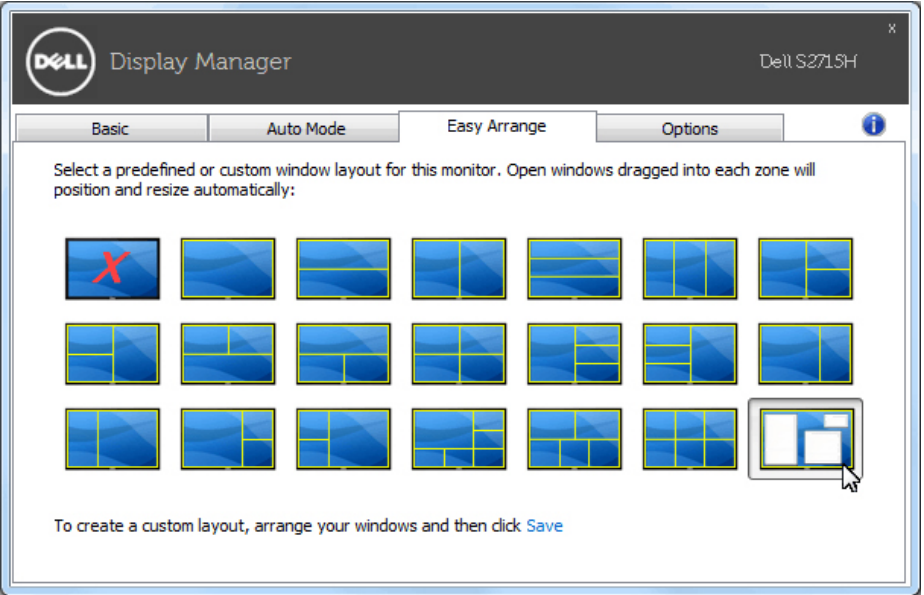 x
DELL
Display Manager
Dell S2715H
Basic
Auto Mode
Easy Arrange
Options
i
Select a predefined or custom window layout for this monitor. Open windows dragged into each zone will
position and resize automatically:
X
To create a custom layout, arrange your windows and then click Save